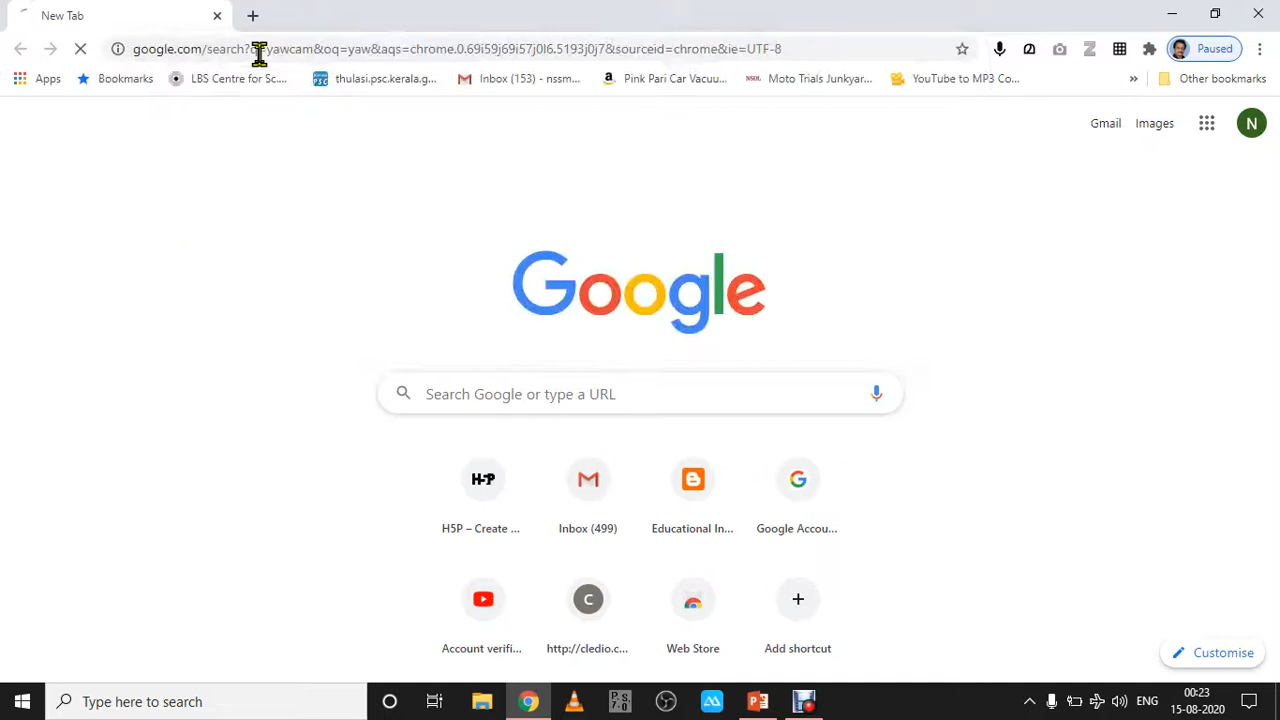 New Tab
google.com/search?q=yawcam&oq=yaw&aqs=chrome.0.69i59j69i57j0l6.5193j0j7&sourceid=chrome&ie=UTF-8
Paused
Apps Bookmarks LBS Centre for Sc... thulasi.psc.kerala.g... Inbox (153) - nssm... Pink Pari Car Vacu... Moto Trials Junkyar... YouTube to MP3 Co... » Other bookmarks
Gmail Images N
Google
Search Google or type a URL
H5P
H5P – Create ... Inbox (499) Educational In... Google Accou...
C
Account verifi... http://cledio.c... Web Store Add shortcut
Customise
Type here to search
ENG
00:23
15-08-2020